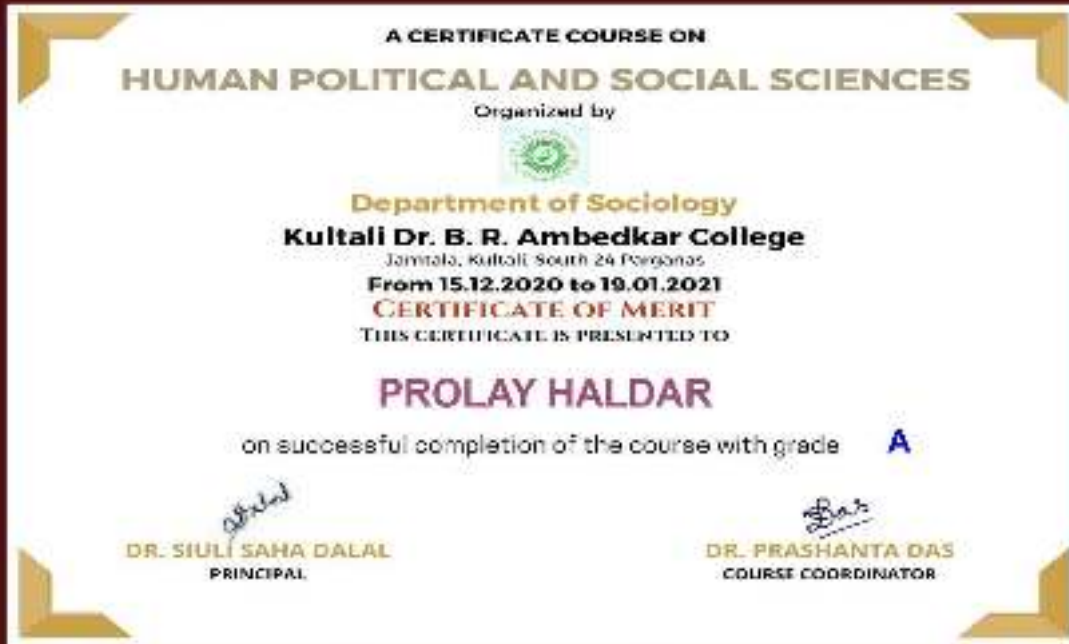 A CERTIFICATE COURSE ON
HUMAN POLITICAL AND SOCIAL SCIENCES
Organized by
Department of Sociology
Kultali Dr. B. R. Ambedkar College
Jamtala, Kultali, South 24 Parganas
From 15.12.2020 to 19.01.2021
CERTIFICATE OF MERIT
THIS CERTIFICATE IS PRESENTED TO
PROLAY HALDAR
on successful completion of the course with grade A
DR. SIULI SAHA DALAL
PRINCIPAL
DR. PRASHANTA DAS
COURSE COORDINATOR